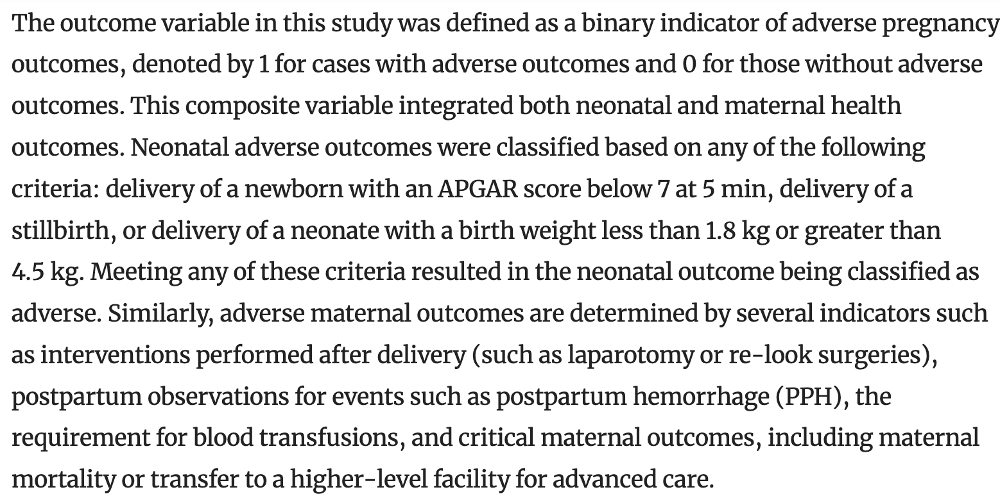 The outcome variable in this study was defined as a binary indicator of adverse pregnancy
outcomes, denoted by 1 for cases with adverse outcomes and 0 for those without adverse
outcomes. This composite variable integrated both neonatal and maternal health
outcomes. Neonatal adverse outcomes were classified based on any of the following
criteria: delivery of a newborn with an APGAR score below 7 at 5 min, delivery of a
stillbirth, or delivery of a neonate with a birth weight less than 1.8 kg or greater than
4.5 kg. Meeting any of these criteria resulted in the neonatal outcome being classified as
adverse. Similarly, adverse maternal outcomes are determined by several indicators such
as interventions performed after delivery (such as laparotomy or re-look surgeries),
postpartum observations for events such as postpartum hemorrhage (PPH), the
requirement for blood transfusions, and critical maternal outcomes, including maternal
mortality or transfer to a higher-level facility for advanced care.